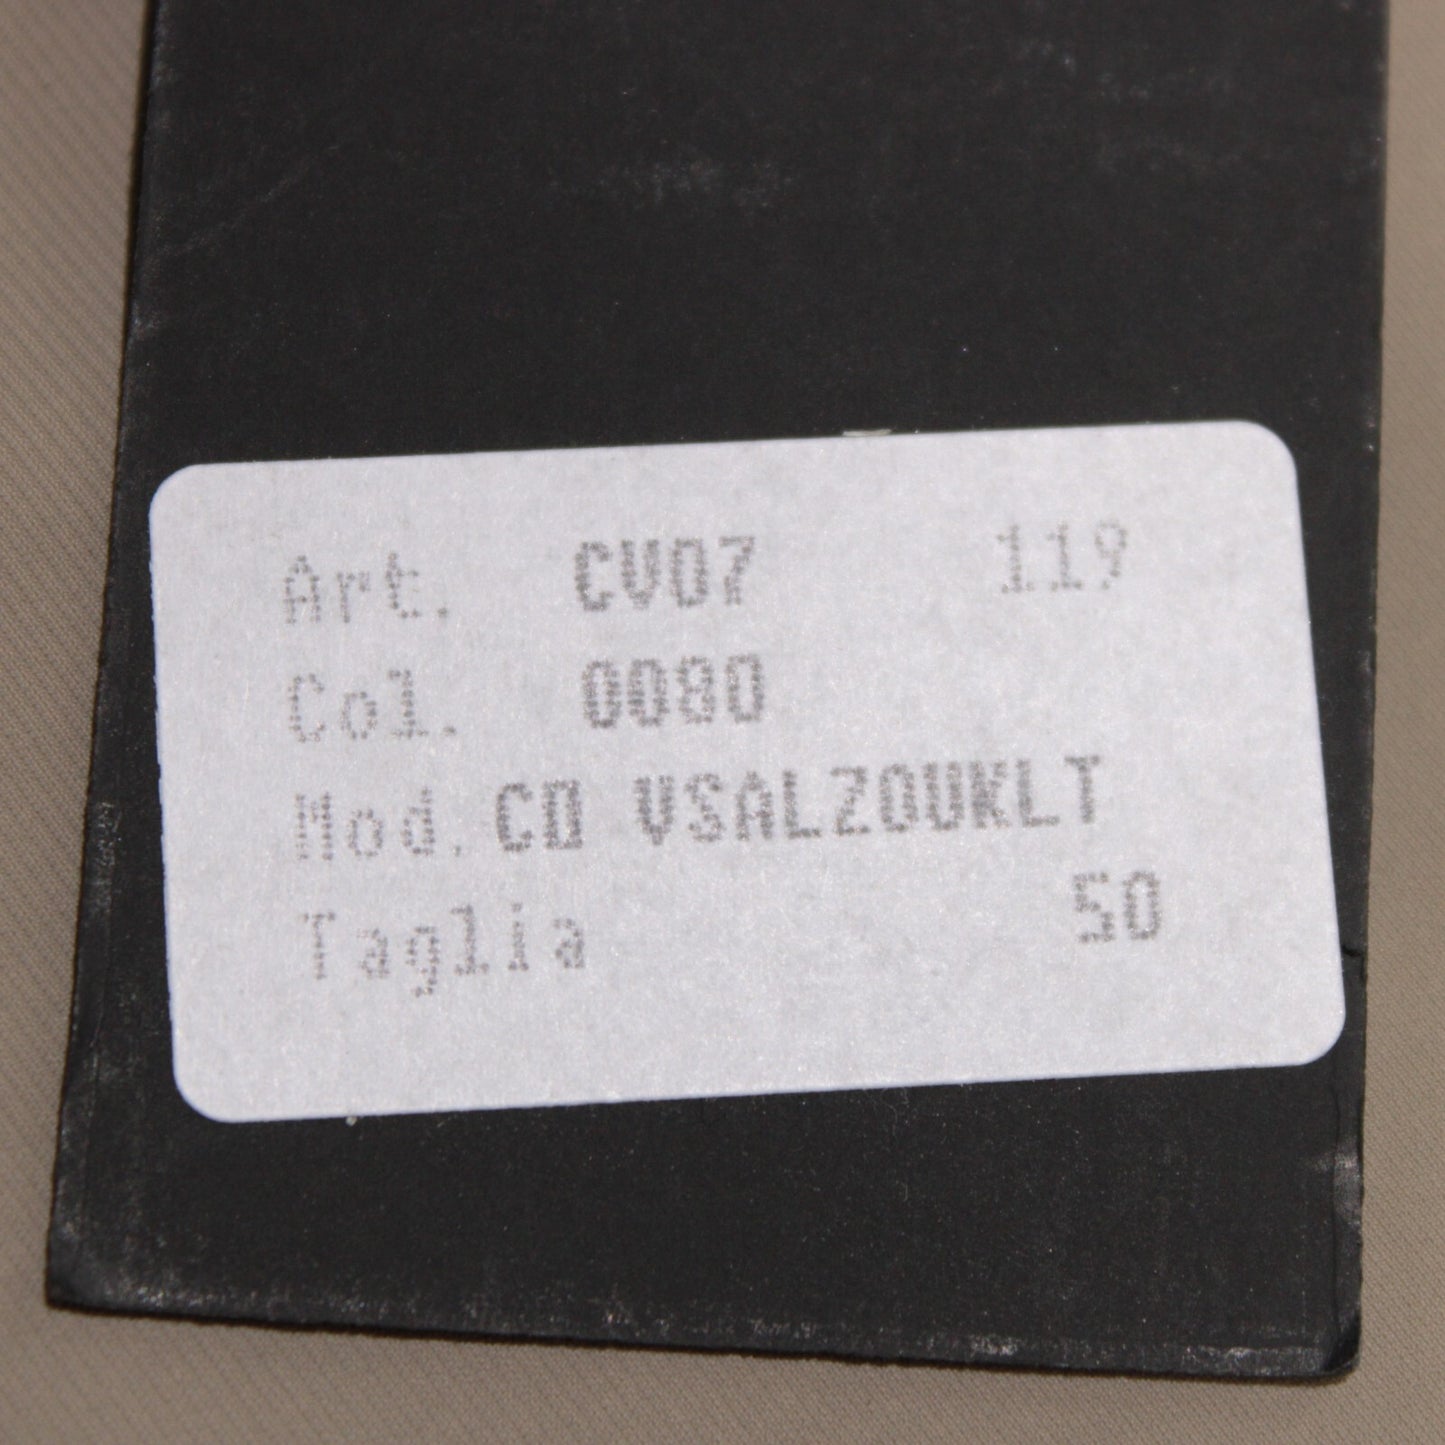 Art. CV07 119
Col. 0080
Mod. CD VSALZOUKLT
Taglia 50